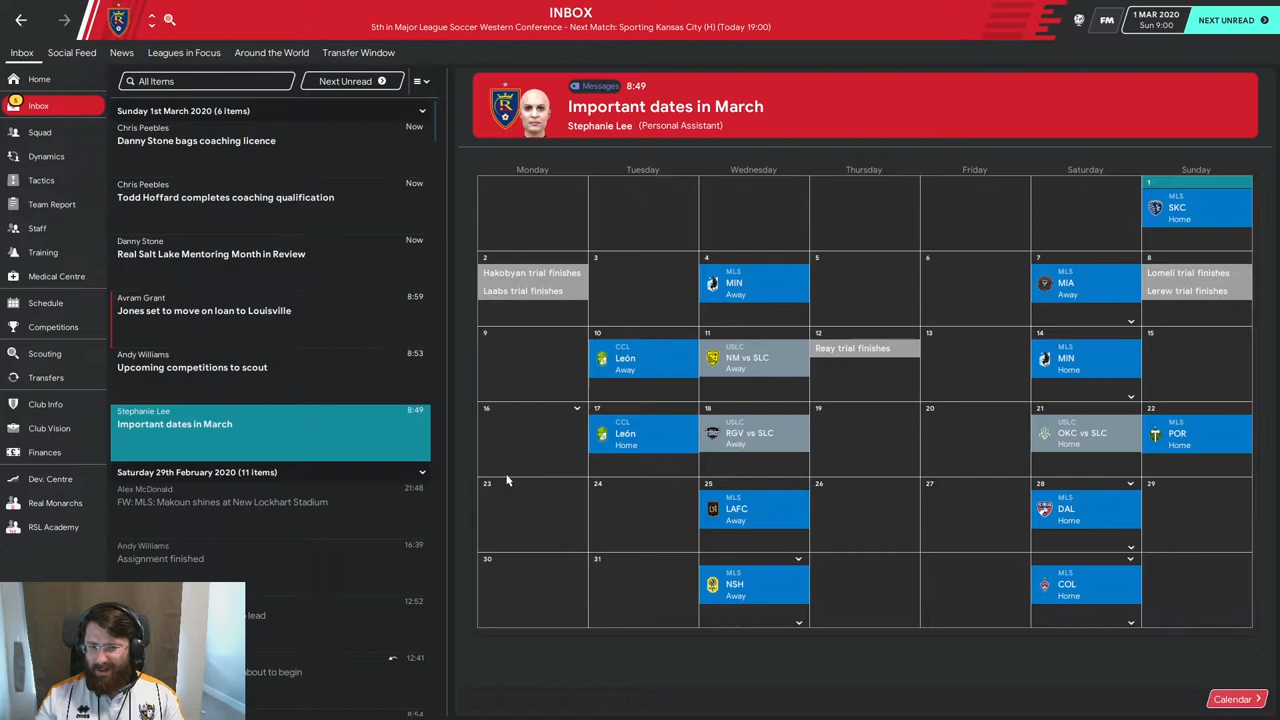 INBOX
5th in Major League Soccer Western Conference - Next Match: Sporting Kansas City (H) (Today 19:00)
FM
1 MAR 2020
Sun 9:00
NEXT UNREAD
Inbox
Social Feed
News
Leagues in Focus
Around the World
Transfer Window
Home
5
Inbox
Squad
Dynamics
Tactics
Team Report
Staff
Training
Medical Centre
Schedule
Competitions
Scouting
Transfers
Club Info
Club Vision
Finances
Dev. Centre
Real Monarchs
RSL Academy
All Items
Next Unread
Sunday 1st March 2020 (6 items)
Chris Peebles
Now
Danny Stone bags coaching licence
Chris Peebles
Now
Todd Hoffard completes coaching qualification
Danny Stone
Now
Real Salt Lake Mentoring Month in Review
Avram Grant
8:59
Jones set to move on loan to Louisville
Andy Williams
8:53
Upcoming competitions to scout
Stephanie Lee
8:49
Important dates in March
Saturday 29th February 2020 (11 items)
Alex McDonald
21:48
FW: MLS: Makoun shines at New Lockhart Stadium
Andy Williams
16:39
Assignment finished
12:52
lead
12:41
about to begin
8:54
Messages
8:49
Important dates in March
Stephanie Lee (Personal Assistant)
Monday
Tuesday
Wednesday
Thursday
Friday
Saturday
Sunday
1
MLS
SKC
Home
2
Hakobyan trial finishes
Laabs trial finishes
3
4
MLS
MIN
Away
5
6
7
MLS
MIA
Away
8
Lomeli trial finishes
Lerew trial finishes
9
10
CCL
León
Away
11
USLC
NM vs SLC
Away
12
Reay trial finishes
13
14
MLS
MIN
Home
15
16
17
CCL
León
Home
18
USLC
RGV vs SLC
Away
19
20
21
USLC
OKC vs SLC
Home
22
MLS
POR
Home
23
24
25
MLS
LAFC
Away
26
27
28
MLS
DAL
Home
29
30
31
MLS
NSH
Away
MLS
COL
Home
Calendar